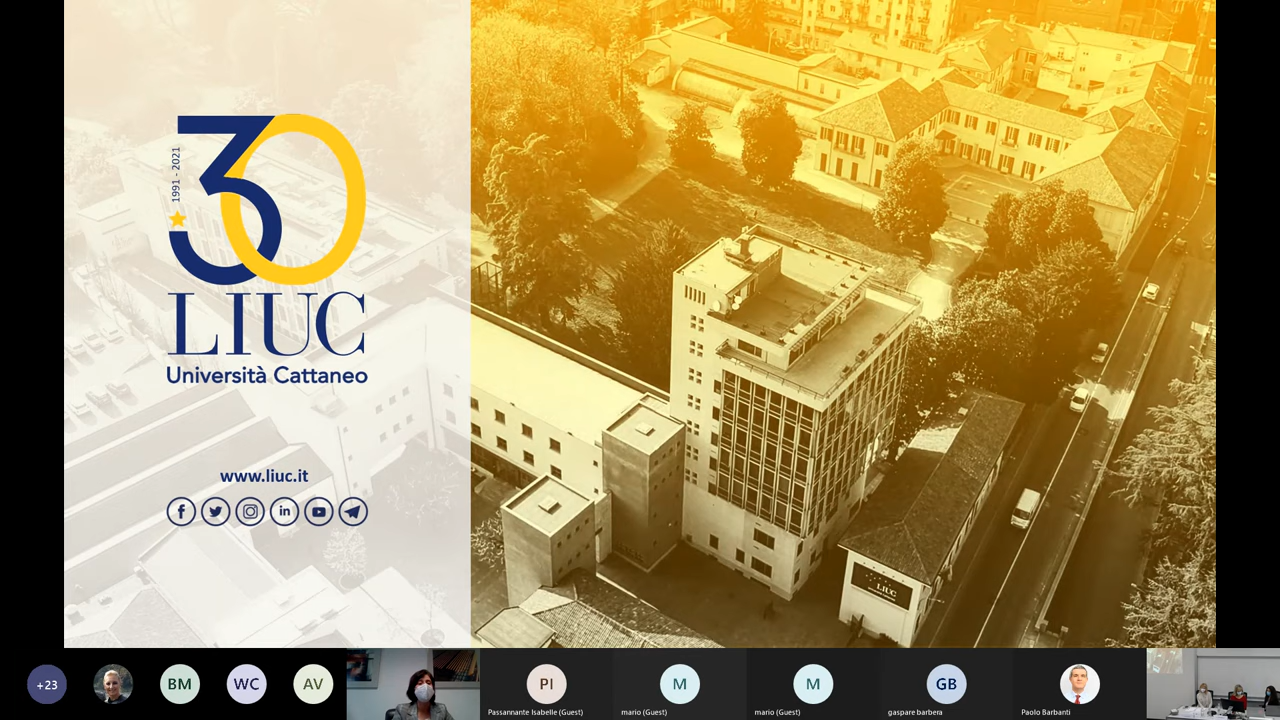 1991 - 2021
30
LIUC
Università Cattaneo
www.liuc.it
f
in
LIUC
+23
BM
WC
AV
PI
Passannante Isabelle (Guest)
M
mario (Guest)
M
mario (Guest)
GB
gaspare barbera
Paolo Barbanti